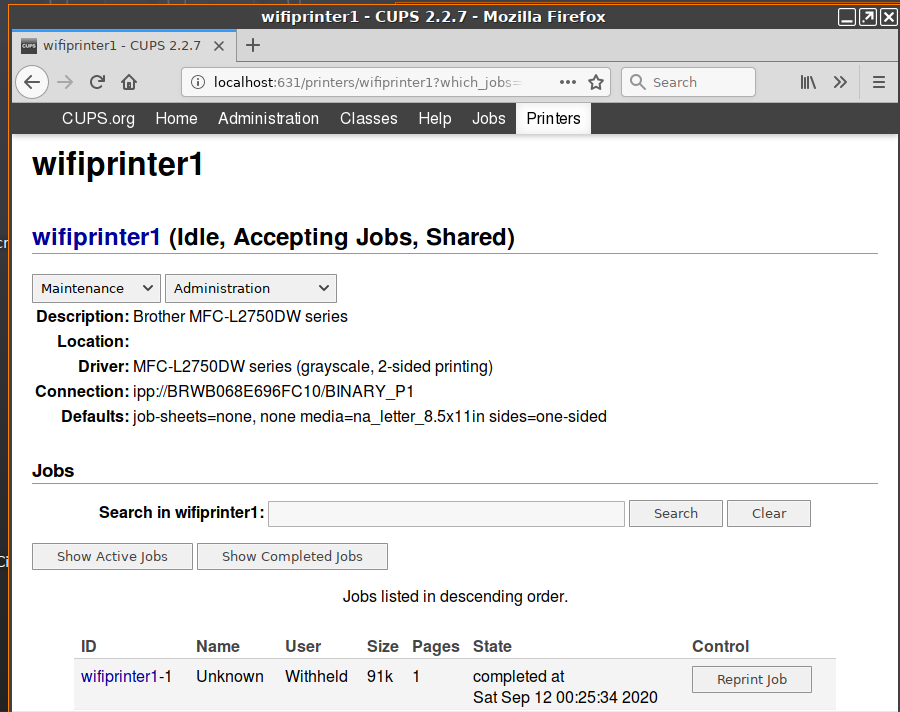 wifiprinter1 - CUPS 2.2.7 - Mozilla Firefox
CUPS wifiprinter1 - CUPS 2.2.7
localhost:631/printers/wifiprinter1?which_jobs= Search
CUPS.org Home Administration Classes Help Jobs Printers
wifiprinter1
wifiprinter1 (Idle, Accepting Jobs, Shared)
Maintenance Administration
Description: Brother MFC-L2750DW series
Location:
Driver: MFC-L2750DW series (grayscale, 2-sided printing)
Connection: ipp://BRWB068E696FC10/BINARY_P1
Defaults: job-sheets=none, none media=na_letter_8.5x11in sides=one-sided
Jobs
Search in wifiprinter1: Search Clear
Show Active Jobs Show Completed Jobs
Jobs listed in descending order.
ID Name User Size Pages State Control
wifiprinter1-1 Unknown Withheld 91k 1 completed at Reprint Job
Sat Sep 12 00:25:34 2020